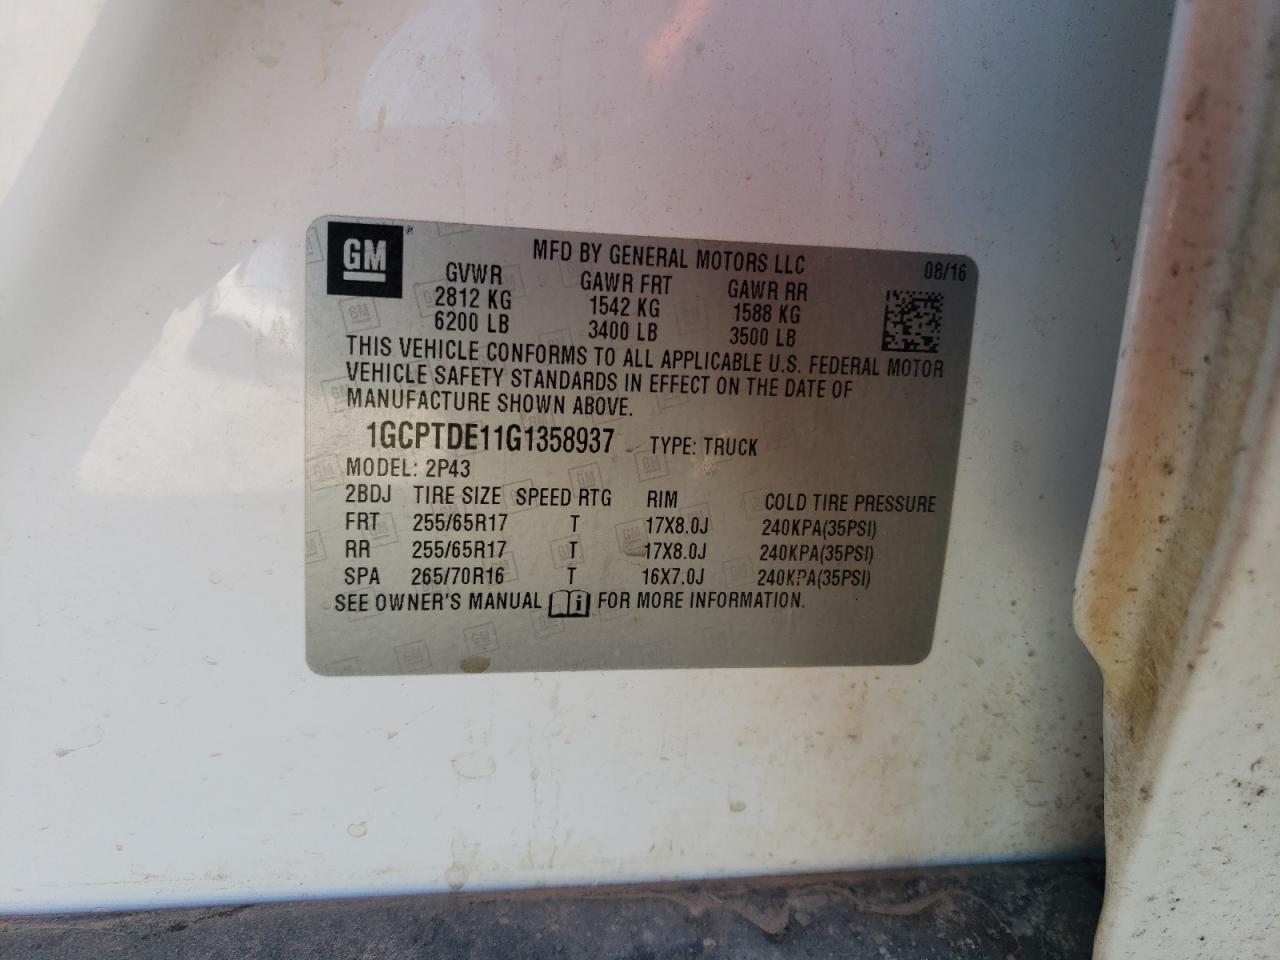 GM
MFD BY GENERAL MOTORS LLC 08/16
GVWR GAWR FRT GAWR RR
2812 KG 1542 KG 1588 KG
6200 LB 3400 LB 3500 LB
THIS VEHICLE CONFORMS TO ALL APPLICABLE U.S. FEDERAL MOTOR
VEHICLE SAFETY STANDARDS IN EFFECT ON THE DATE OF
MANUFACTURE SHOWN ABOVE.
1GCPTDE11G1358937 TYPE: TRUCK
MODEL: 2P43
2BDJ TIRE SIZE SPEED RTG RIM COLD TIRE PRESSURE
FRT 255/65R17 T 17X8.0J 240KPA(35PSI)
RR 255/65R17 T 17X8.0J 240KPA(35PSI)
SPA 265/70R16 T 16X7.0J 240KPA(35PSI)
SEE OWNER'S MANUAL i FOR MORE INFORMATION.